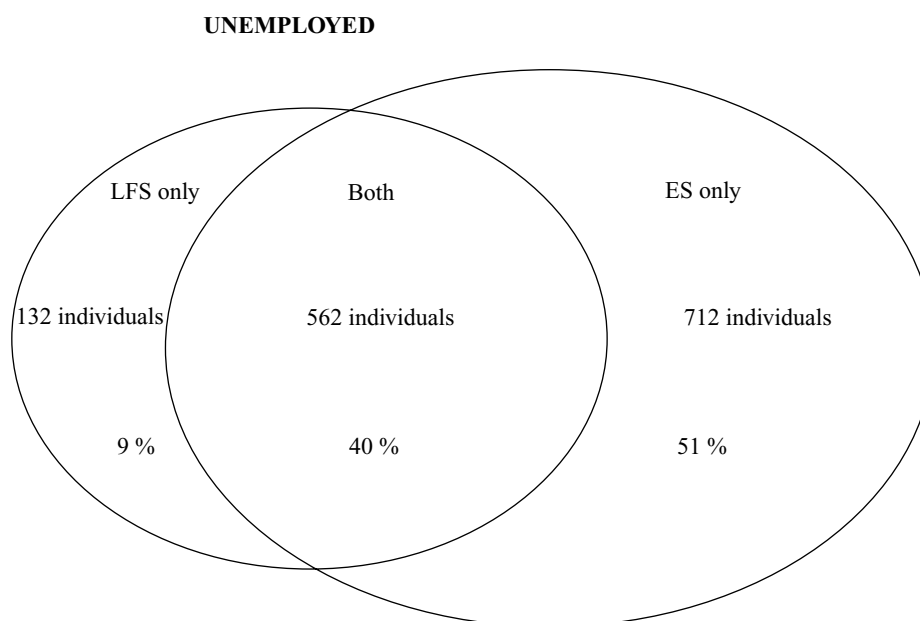 UNEMPLOYED
LFS only
Both
ES only
132 individuals
562 individuals
712 individuals
9 %
40 %
51 %